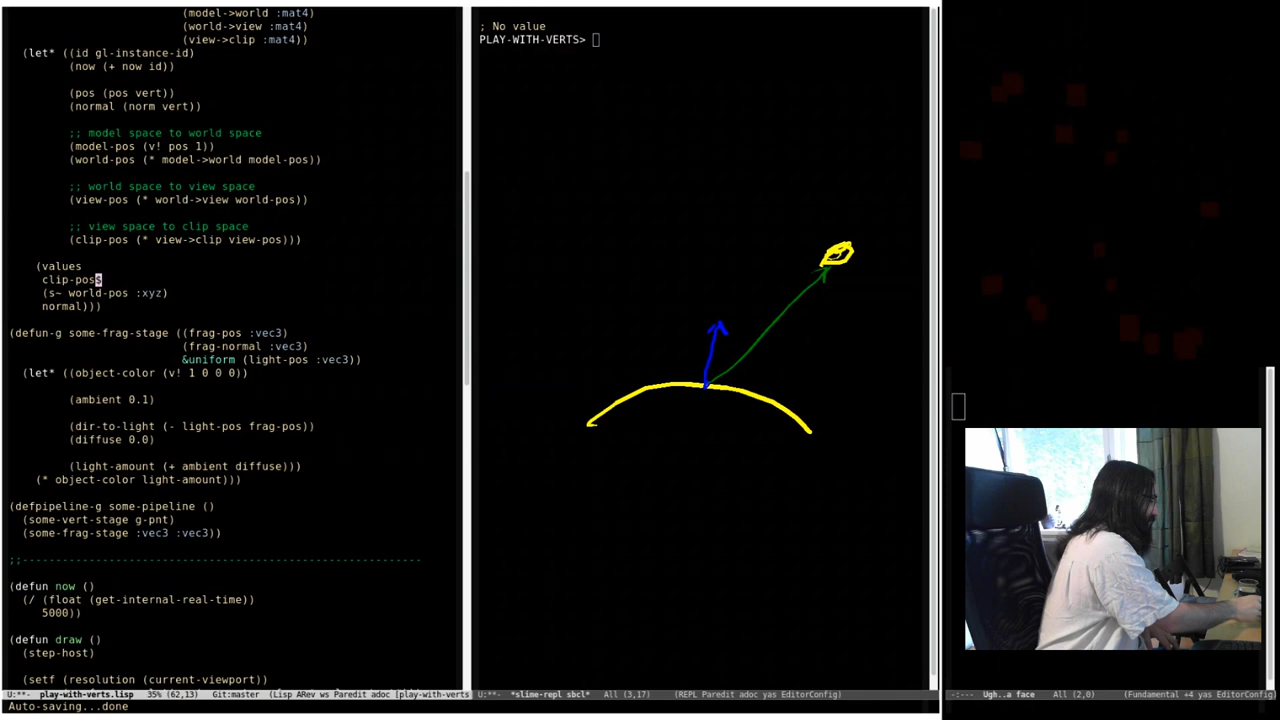 (model->world :mat4)
(world->view :mat4)
(view->clip :mat4))
(let* ((id gl-instance-id)
(now (+ now id))
(pos (pos vert))
(normal (norm vert))
;; model space to world space
(model-pos (v! pos 1))
(world-pos (* model->world model-pos))
;; world space to view space
(view-pos (* world->view world-pos))
;; view space to clip space
(clip-pos (* view->clip view-pos)))
(values
clip-pos
(s~ world-pos :xyz)
normal)))
(defun-g some-frag-stage ((frag-pos :vec3)
(frag-normal :vec3)
&uniform (light-pos :vec3))
(let* ((object-color (v! 1 0 0 0))
(ambient 0.1)
(dir-to-light (- light-pos frag-pos))
(diffuse 0.0)
(light-amount (+ ambient diffuse)))
(* object-color light-amount)))
(defpipeline-g some-pipeline ()
(some-vert-stage g-pnt)
(some-frag-stage :vec3 :vec3))
;;------------------------------------------------------------
(defun now ()
(/ (float (get-internal-real-time))
5000))
(defun draw ()
(step-host)
(setf (resolution (current-viewport))
U:**- play-with-verts.lisp 35% (62,13) Git:master (Lisp ARev ws Paredit adoc [play-with-verts
Auto-saving...done
; No value
PLAY-WITH-VERTS>
U:**- *slime-repl sbcl* All (3,17) (REPL Paredit adoc yas EditorConfig)
-:--- Ugh..a face All (2,0) (Fundamental +4 yas EditorConfig)